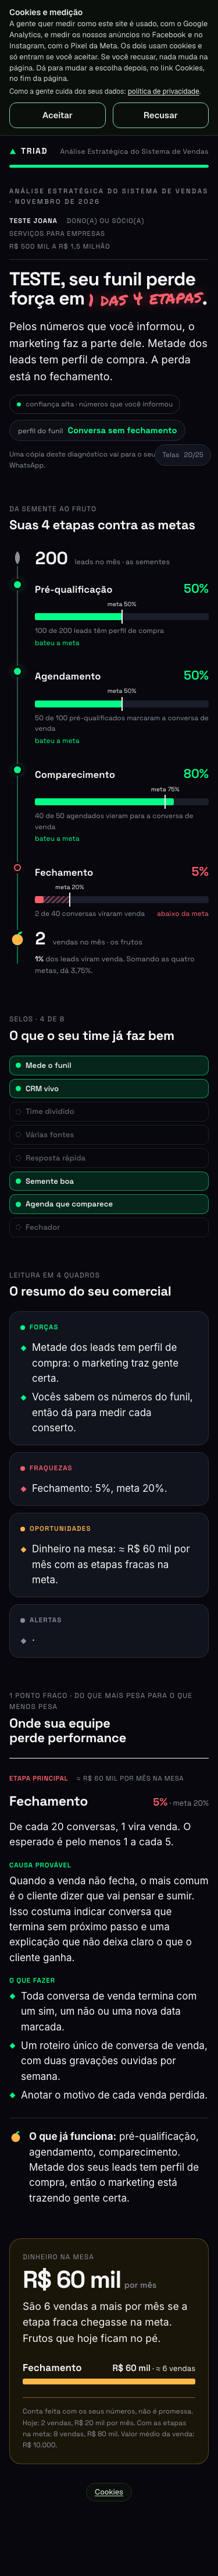 Cookies e medição
A gente quer medir como este site é usado, com o Google
Analytics, e medir os nossos anúncios no Facebook e no
Instagram, com o Pixel da Meta. Os dois usam cookies e
só entram em uso se você aceitar. Se você recusar, nada muda na
página. Dá para mudar a escolha depois, no link Cookies,
no fim da página.
Como a gente cuida dos seus dados: política de privacidade.
Aceitar Recusar
TRIAD Análise Estratégica do Sistema de Vendas
ANÁLISE ESTRATÉGICA DO SISTEMA DE VENDAS
· NOVEMBRO DE 2026
TESTE JOANA DONO(A) OU SÓCIO(A)
SERVIÇOS PARA EMPRESAS
R$ 500 MIL A R$ 1,5 MILHÃO
TESTE, seu funil perde
força em 1 das 4 etapas.
Pelos números que você informou, o
marketing faz a parte dele. Metade dos
leads tem perfil de compra. A perda
está no fechamento.
confiança alta · números que você informou
perfil do funil Conversa sem fechamento
Uma cópia deste diagnóstico vai para o seu
WhatsApp.
Telas 20/25
DA SEMENTE AO FRUTO
Suas 4 etapas contra as metas
200 leads no mês · as sementes
Pré-qualificação 50%
meta 50%
100 de 200 leads têm perfil de compra
bateu a meta
Agendamento 50%
meta 50%
50 de 100 pré-qualificados marcaram a conversa de
venda
bateu a meta
Comparecimento 80%
meta 75%
40 de 50 agendados vieram para a conversa de
venda
bateu a meta
Fechamento 5%
meta 20%
2 de 40 conversas viraram venda abaixo da meta
2 vendas no mês · os frutos
1% dos leads viram venda. Somando as quatro
metas, dá 3,75%.
SELOS · 4 DE 8
O que o seu time já faz bem
Mede o funil
CRM vivo
Time dividido
Várias fontes
Resposta rápida
Semente boa
Agenda que comparece
Fechador
LEITURA EM 4 QUADROS
O resumo do seu comercial
FORÇAS
Metade dos leads tem perfil de
compra: o marketing traz gente
certa.
Vocês sabem os números do funil,
então dá para medir cada
conserto.
FRAQUEZAS
Fechamento: 5%, meta 20%.
OPORTUNIDADES
Dinheiro na mesa: ≈ R$ 60 mil por
mês com as etapas fracas na
meta.
ALERTAS
.
1 PONTO FRACO · DO QUE MAIS PESA PARA O QUE
MENOS PESA
Onde sua equipe
perde performance
ETAPA PRINCIPAL ≈ R$ 60 MIL POR MÊS NA MESA
Fechamento 5% · meta 20%
De cada 20 conversas, 1 vira venda. O
esperado é pelo menos 1 a cada 5.
CAUSA PROVÁVEL
Quando a venda não fecha, o mais comum
é o cliente dizer que vai pensar e sumir.
Isso costuma indicar conversa que
termina sem próximo passo e uma
explicação que não deixa claro o que o
cliente ganha.
O QUE FAZER
Toda conversa de venda termina com
um sim, um não ou uma nova data
marcada.
Um roteiro único de conversa de venda,
com duas gravações ouvidas por
semana.
Anotar o motivo de cada venda perdida.
O que já funciona: pré-qualificação,
agendamento, comparecimento.
Metade dos seus leads tem perfil de
compra, então o marketing está
trazendo gente certa.
DINHEIRO NA MESA
R$ 60 mil por mês
São 6 vendas a mais por mês se a
etapa fraca chegasse na meta.
Frutos que hoje ficam no pé.
Fechamento R$ 60 mil · ≈ 6 vendas
Conta feita com os seus números, não é promessa.
Hoje: 2 vendas, R$ 20 mil por mês. Com as etapas
na meta: 8 vendas, R$ 80 mil. Valor médio da venda:
R$ 10.000.
Cookies